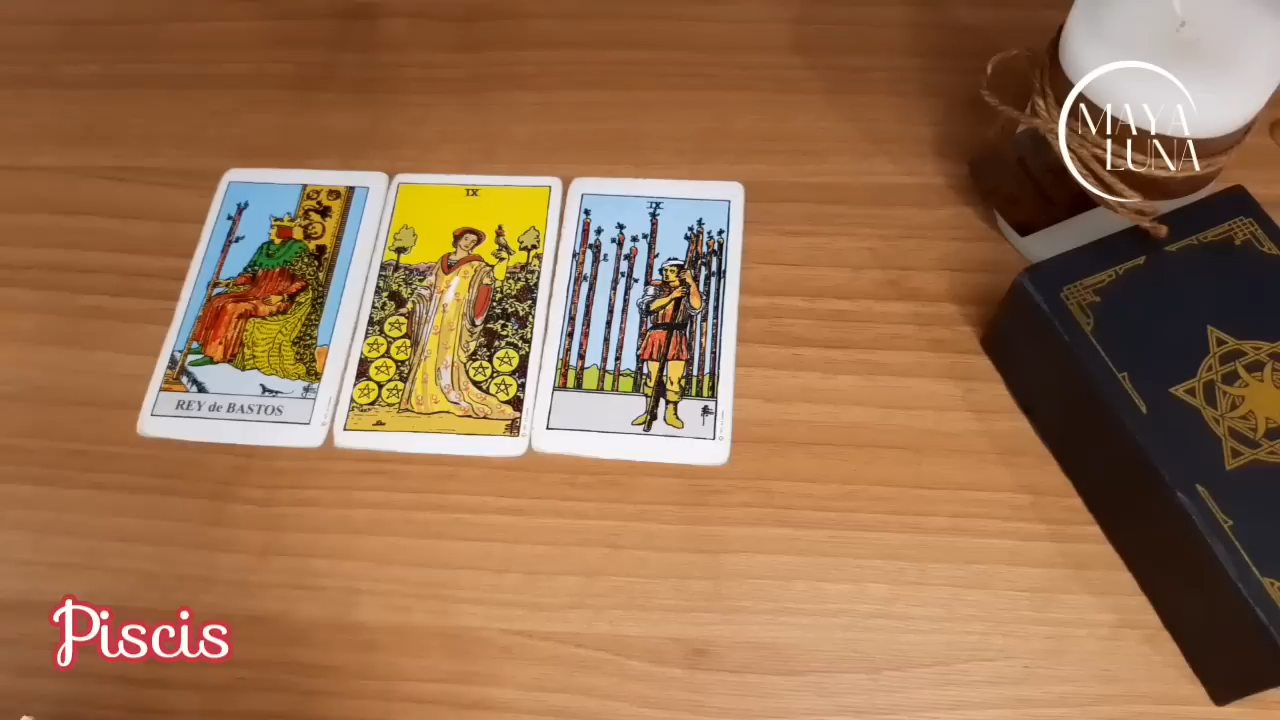 MAYA
LUNA
IX
IX
REY de BASTOS
Piscis